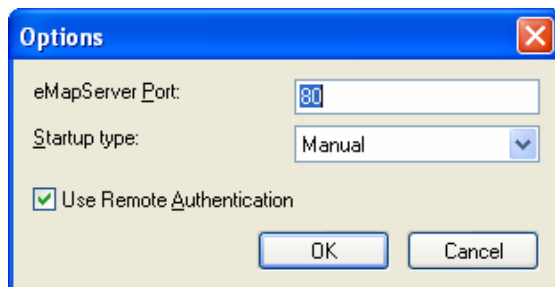 Options
eMapServer Port: 80
Startup type: Manual
Use Remote Authentication
OK Cancel